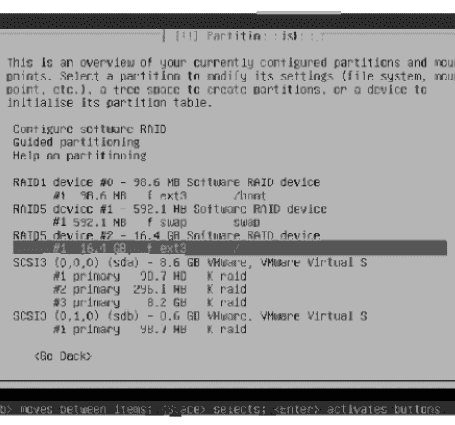 [!!] Partition disks
This is an overview of your currently configured partitions and mou
points. Select a partition to modify its settings (file system, mou
point, etc.), a free space to create partitions, or a device to
initialise its partition table.
Configure software RAID
Guided partitioning
Help on partitioning
RAID1 device #0 - 98.6 MB Software RAID device
#1 98.6 MB f ext3 /boot
RAID5 device #1 - 592.1 MB Software RAID device
#1 592.1 MB f swap swap
RAID5 device #2 - 16.4 GB Software RAID device
#1 16.4 GB f ext3 /
SCSI3 (0,0,0) (sda) - 8.6 GB VMware, VMware Virtual S
#1 primary 98.7 MB K raid
#2 primary 296.1 MB K raid
#3 primary 8.2 GB K raid
SCSI3 (0,1,0) (sdb) - 8.6 GB VMware, VMware Virtual S
#1 primary 98.7 MB K raid
<Go Back>
moves between items; <Space> selects; <Enter> activates buttons